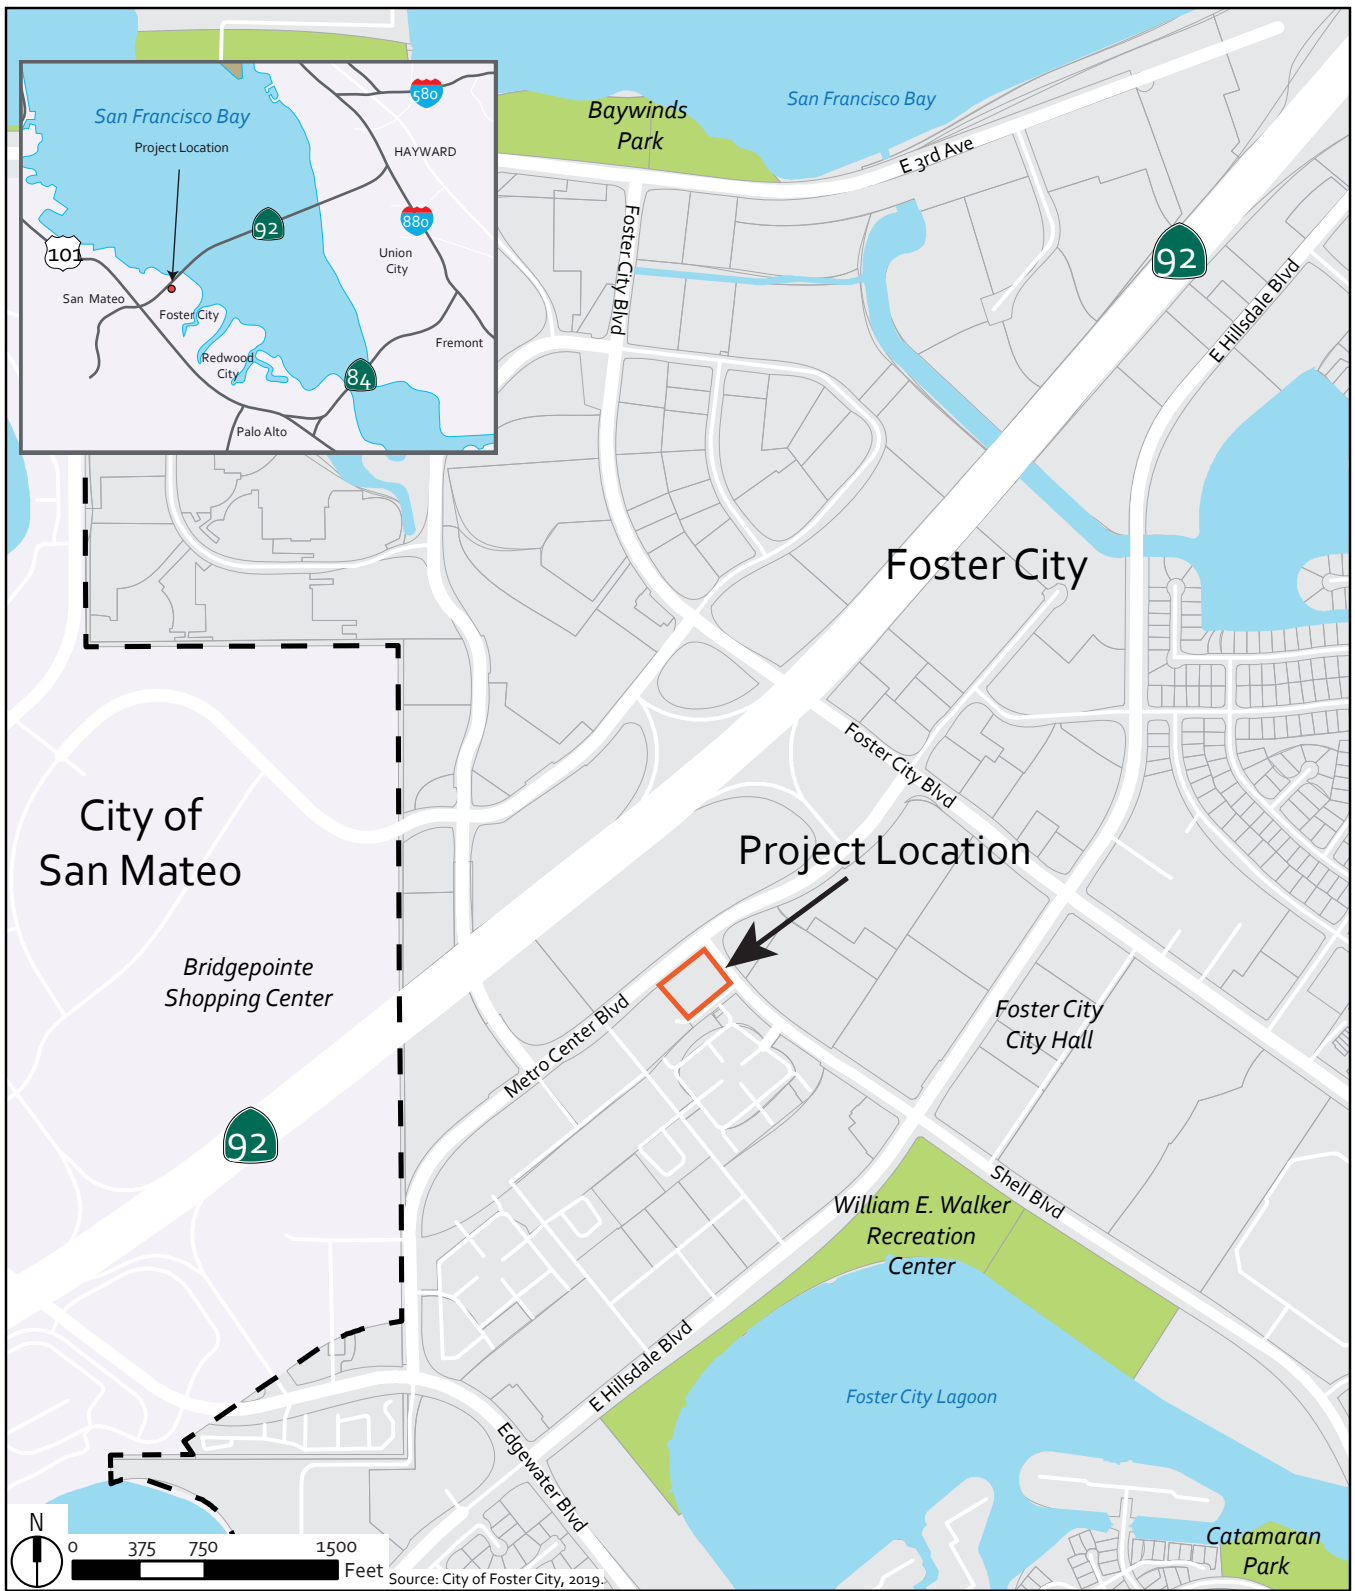 San Francisco Bay
Project Location
580
HAYWARD
92
880
101
Union
City
San Mateo
Foster City
Redwood
City
Fremont
84
Palo Alto
Baywinds
Park
San Francisco Bay
E 3rd Ave
Foster City Blvd
92
E Hillsdale Blvd
Foster City
City of
San Mateo
Foster City Blvd
Project Location
Bridgepointe
Shopping Center
Metro Center Blvd
Foster City
City Hall
92
William E. Walker
Recreation
Center
Shell Blvd
E Hillsdale Blvd
Foster City Lagoon
Edgewater Blvd
Catamaran
Park
N
0 375 750 1500
Feet
Source: City of Foster City, 2019.